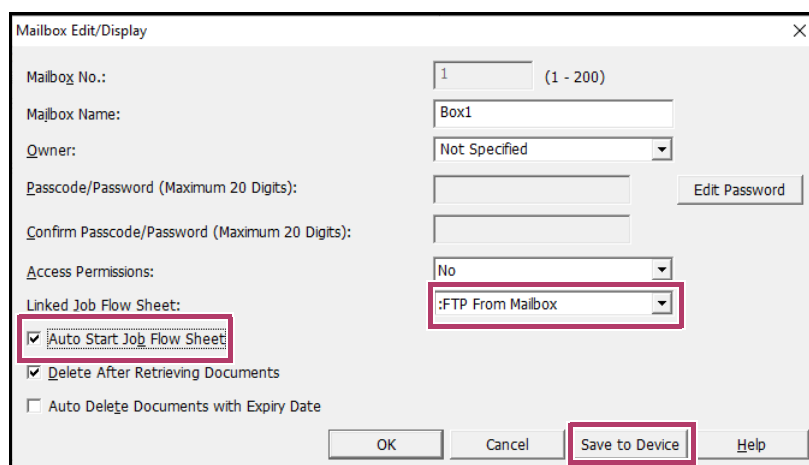 Mailbox Edit/Display
Mailbox No.: 1 (1 - 200)
Mailbox Name: Box1
Owner: Not Specified
Passcode/Password (Maximum 20 Digits): Edit Password
Confirm Passcode/Password (Maximum 20 Digits):
Access Permissions: No
Linked Job Flow Sheet: :FTP From Mailbox
Auto Start Job Flow Sheet
Delete After Retrieving Documents
Auto Delete Documents with Expiry Date
OK Cancel Save to Device Help